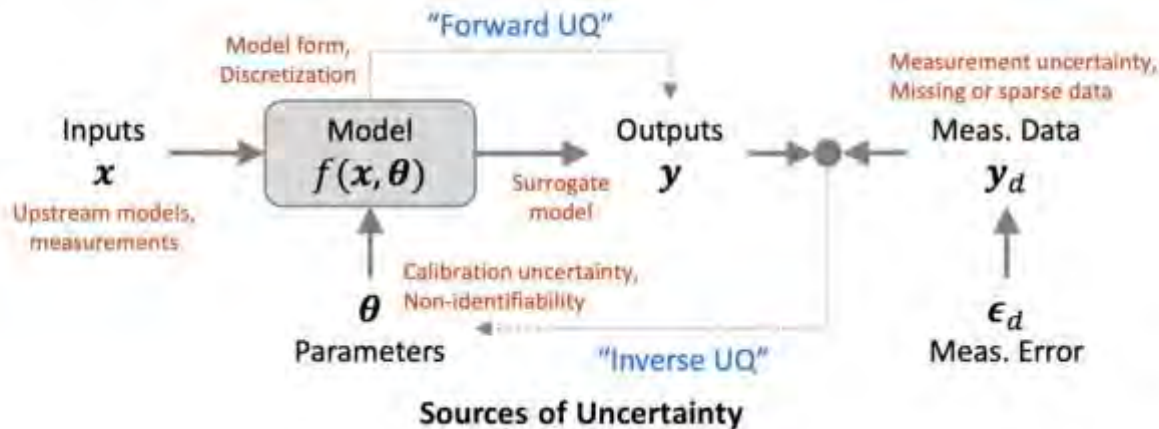 "Forward UQ"
Model form,
Discretization
Measurement uncertainty,
Missing or sparse data
Inputs
x
Model
f(x, θ)
Outputs
y
Meas. Data
y_d
Upstream models,
measurements
Surrogate
model
Calibration uncertainty,
Non-identifiability
θ
Parameters
"Inverse UQ"
ϵ_d
Meas. Error
Sources of Uncertainty